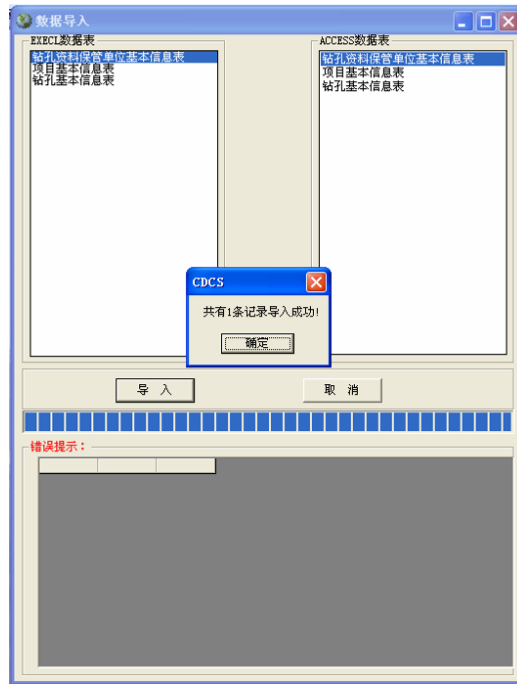 数据导入
EXECL数据表
钻孔资料保管单位基本信息表
项目基本信息表
钻孔基本信息表
ACCESS数据表
钻孔资料保管单位基本信息表
项目基本信息表
钻孔基本信息表
CDCS
共有1条记录导入成功!
确定
导 入
取 消
错误提示：